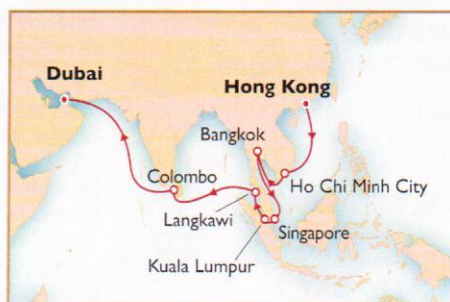 Dubai
Hong Kong
Bangkok
Colombo
Ho Chi Minh City
Langkawi
Singapore
Kuala Lumpur